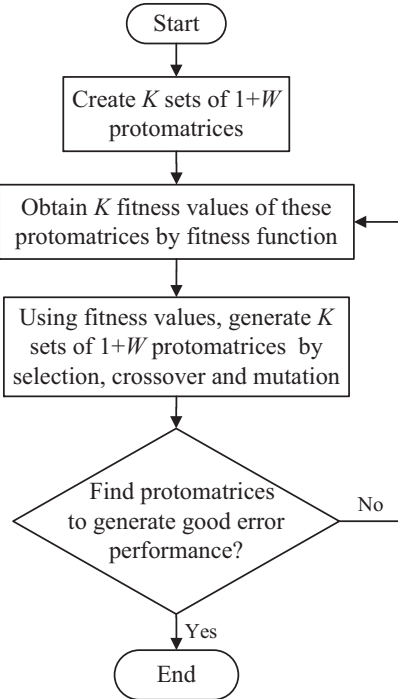 Start
Create K sets of 1+W
protomatrices
Obtain K fitness values of these
protomatrices by fitness function
Using fitness values, generate K
sets of 1+W protomatrices by
selection, crossover and mutation
Find protomatrices
to generate good error
performance?
No
Yes
End